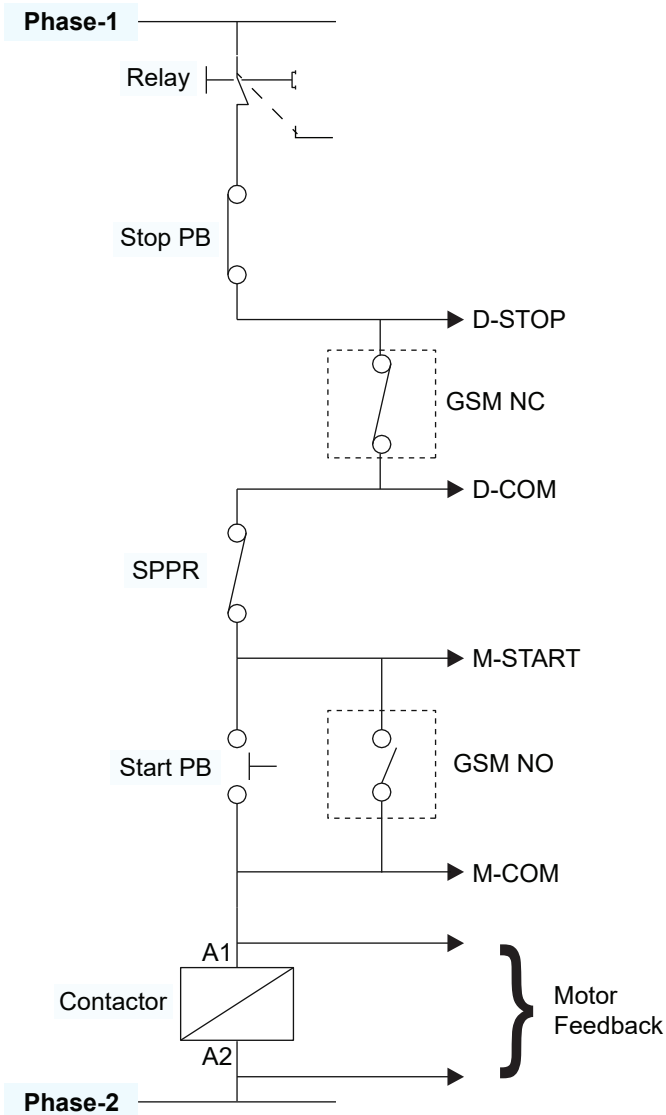 Phase-1
Relay
Stop PB
D-STOP
GSM NC
D-COM
SPPR
M-START
Start PB
GSM NO
M-COM
A1
Contactor
Motor
Feedback
A2
Phase-2